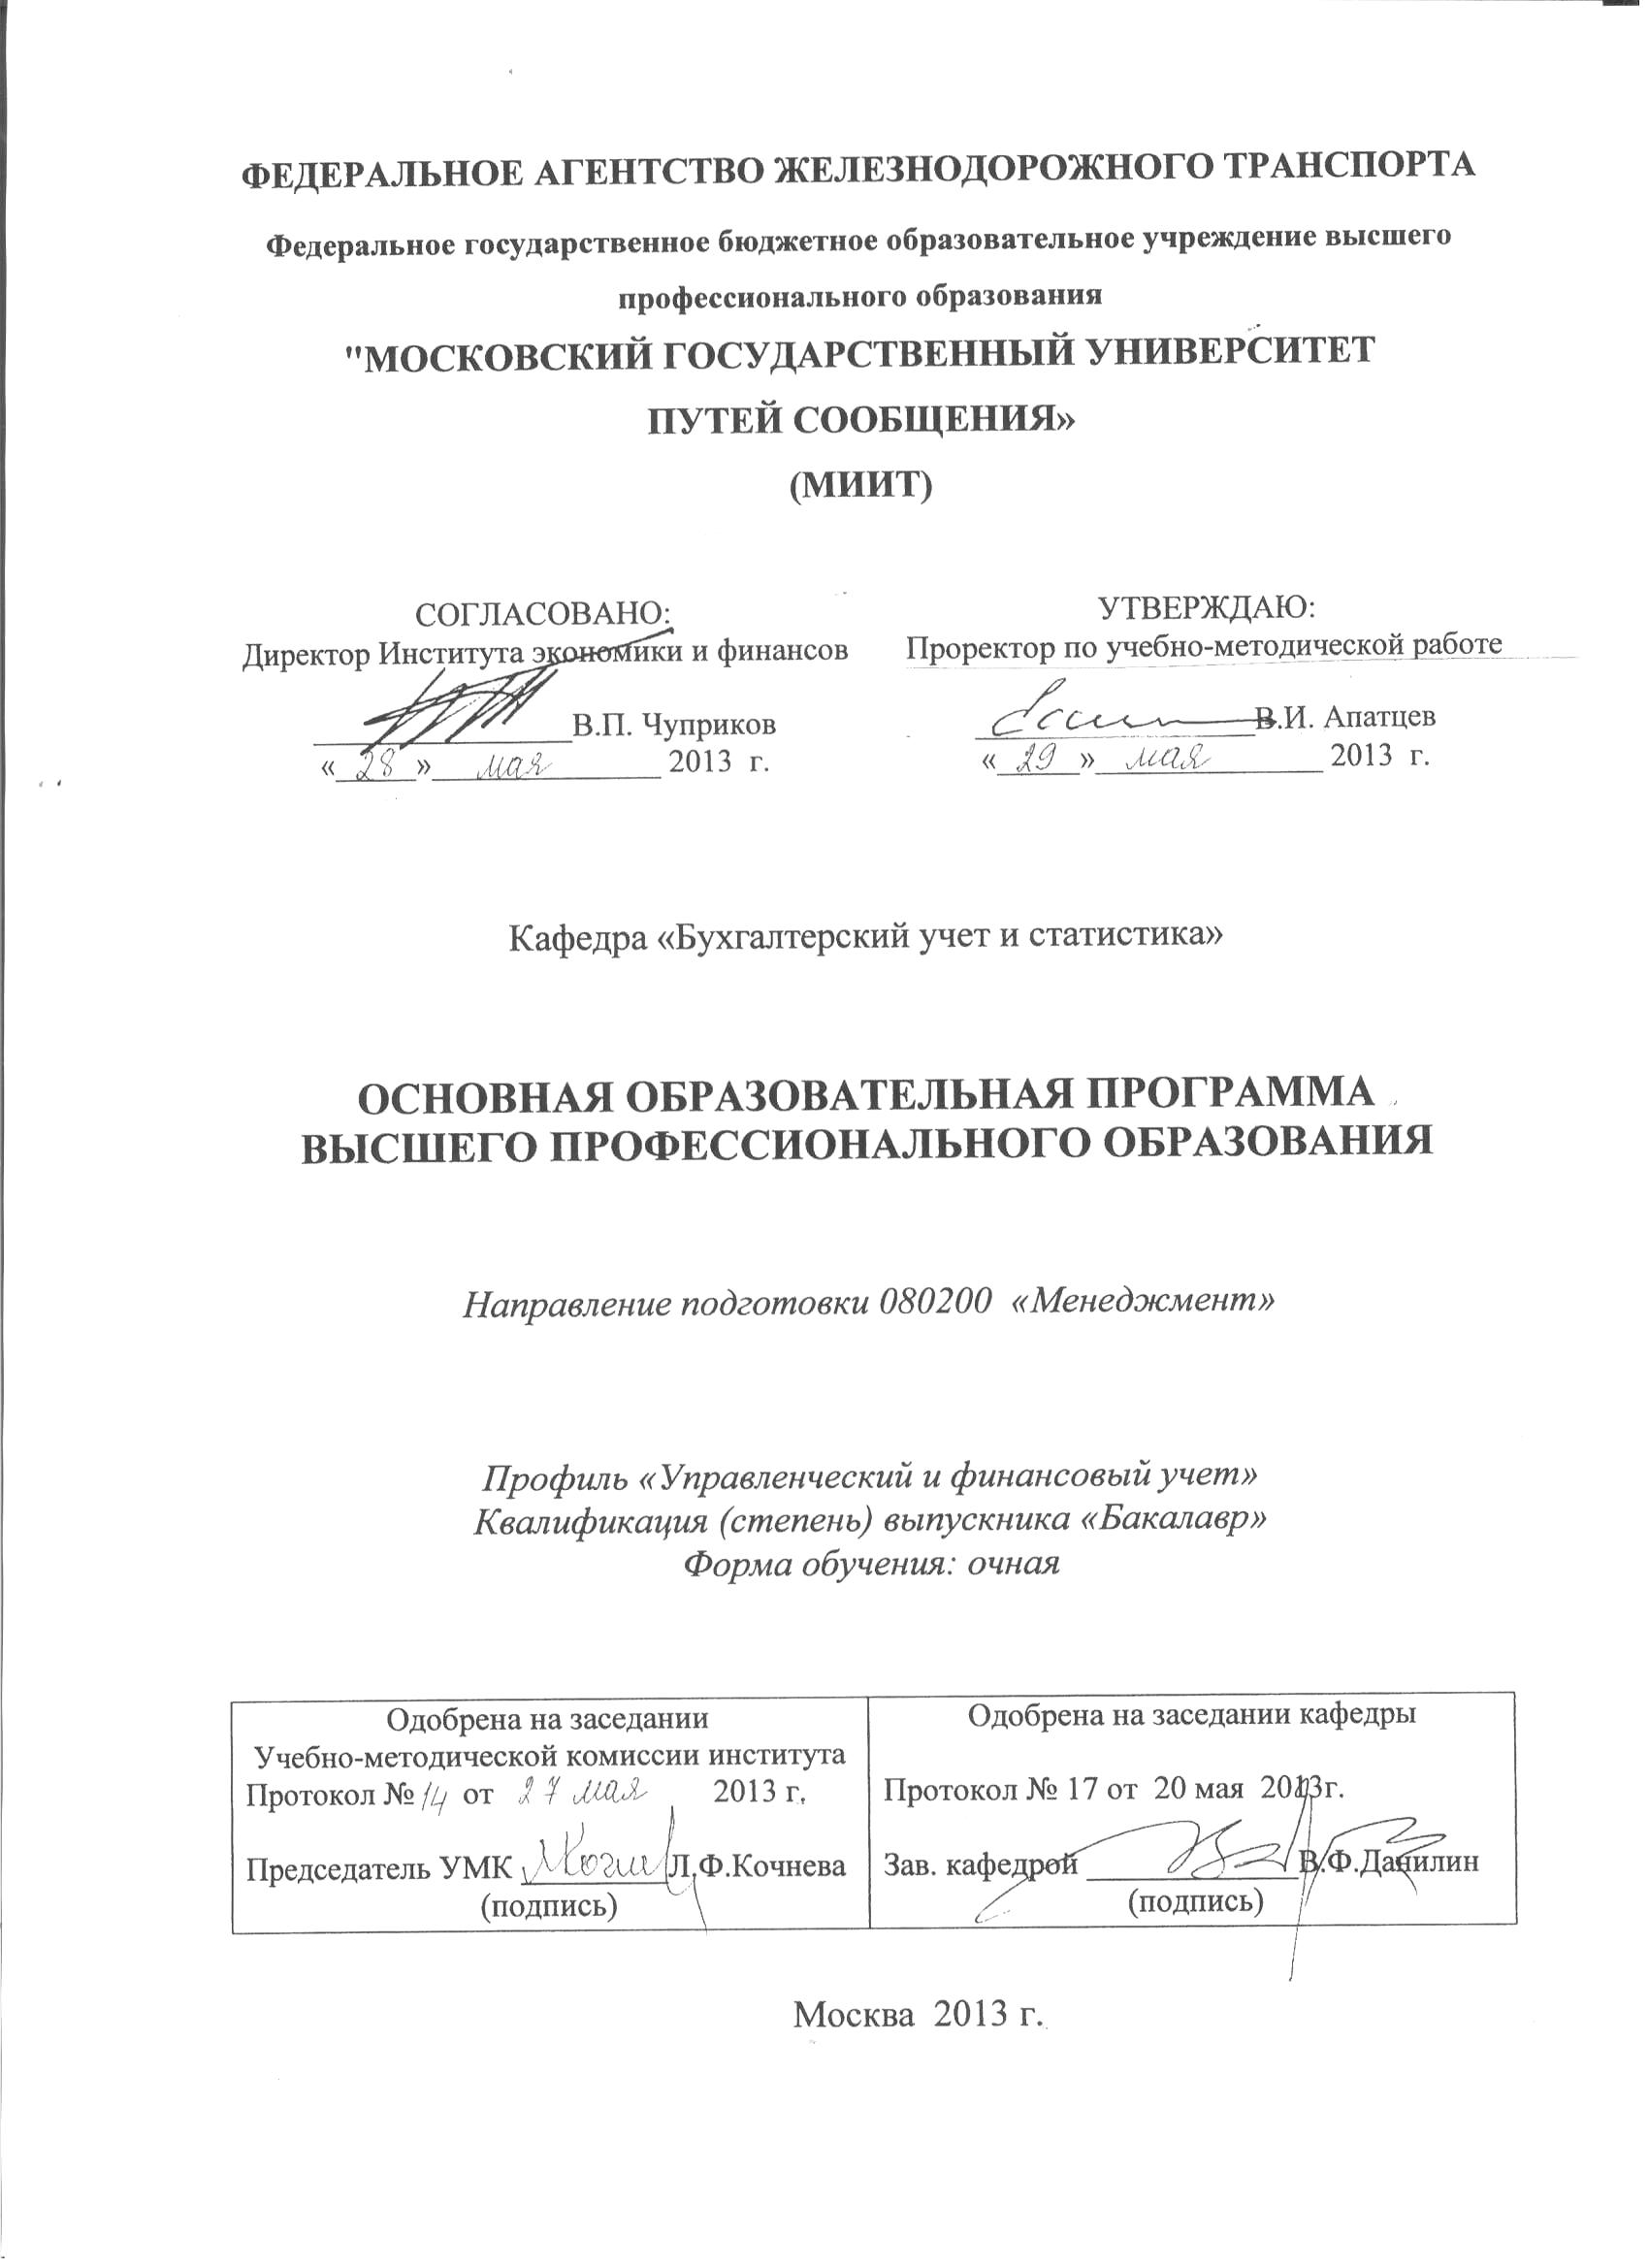 ФЕДЕРАЛЬНОЕ АГЕНТСТВО ЖЕЛЕЗНОДОРОЖНОГО ТРАНСПОРТА
Федеральное государственное бюджетное образовательное учреждение высшего
профессионального образования
"МОСКОВСКИЙ ГОСУДАРСТВЕННЫЙ УНИВЕРСИТЕТ
ПУТЕЙ СООБЩЕНИЯ»
(МИИТ)
СОГЛАСОВАНО:
Директор Института экономики и финансов
В.П. Чуприков
«28» мая 2013 г.
УТВЕРЖДАЮ:
Проректор по учебно-методической работе
В.И. Апатцев
«29» мая 2013 г.
Кафедра «Бухгалтерский учет и статистика»
ОСНОВНАЯ ОБРАЗОВАТЕЛЬНАЯ ПРОГРАММА
ВЫСШЕГО ПРОФЕССИОНАЛЬНОГО ОБРАЗОВАНИЯ
Направление подготовки 080200 «Менеджмент»
Профиль «Управленческий и финансовый учет»
Квалификация (степень) выпускника «Бакалавр»
Форма обучения: очная
Одобрена на заседании
Учебно-методической комиссии института
Протокол № 14 от 27 мая 2013 г.
Председатель УМК Л.Ф.Кочнева
(подпись)
Одобрена на заседании кафедры
Протокол № 17 от 20 мая 2013г.
Зав. кафедрой В.Ф.Данилин
(подпись)
Москва 2013 г.